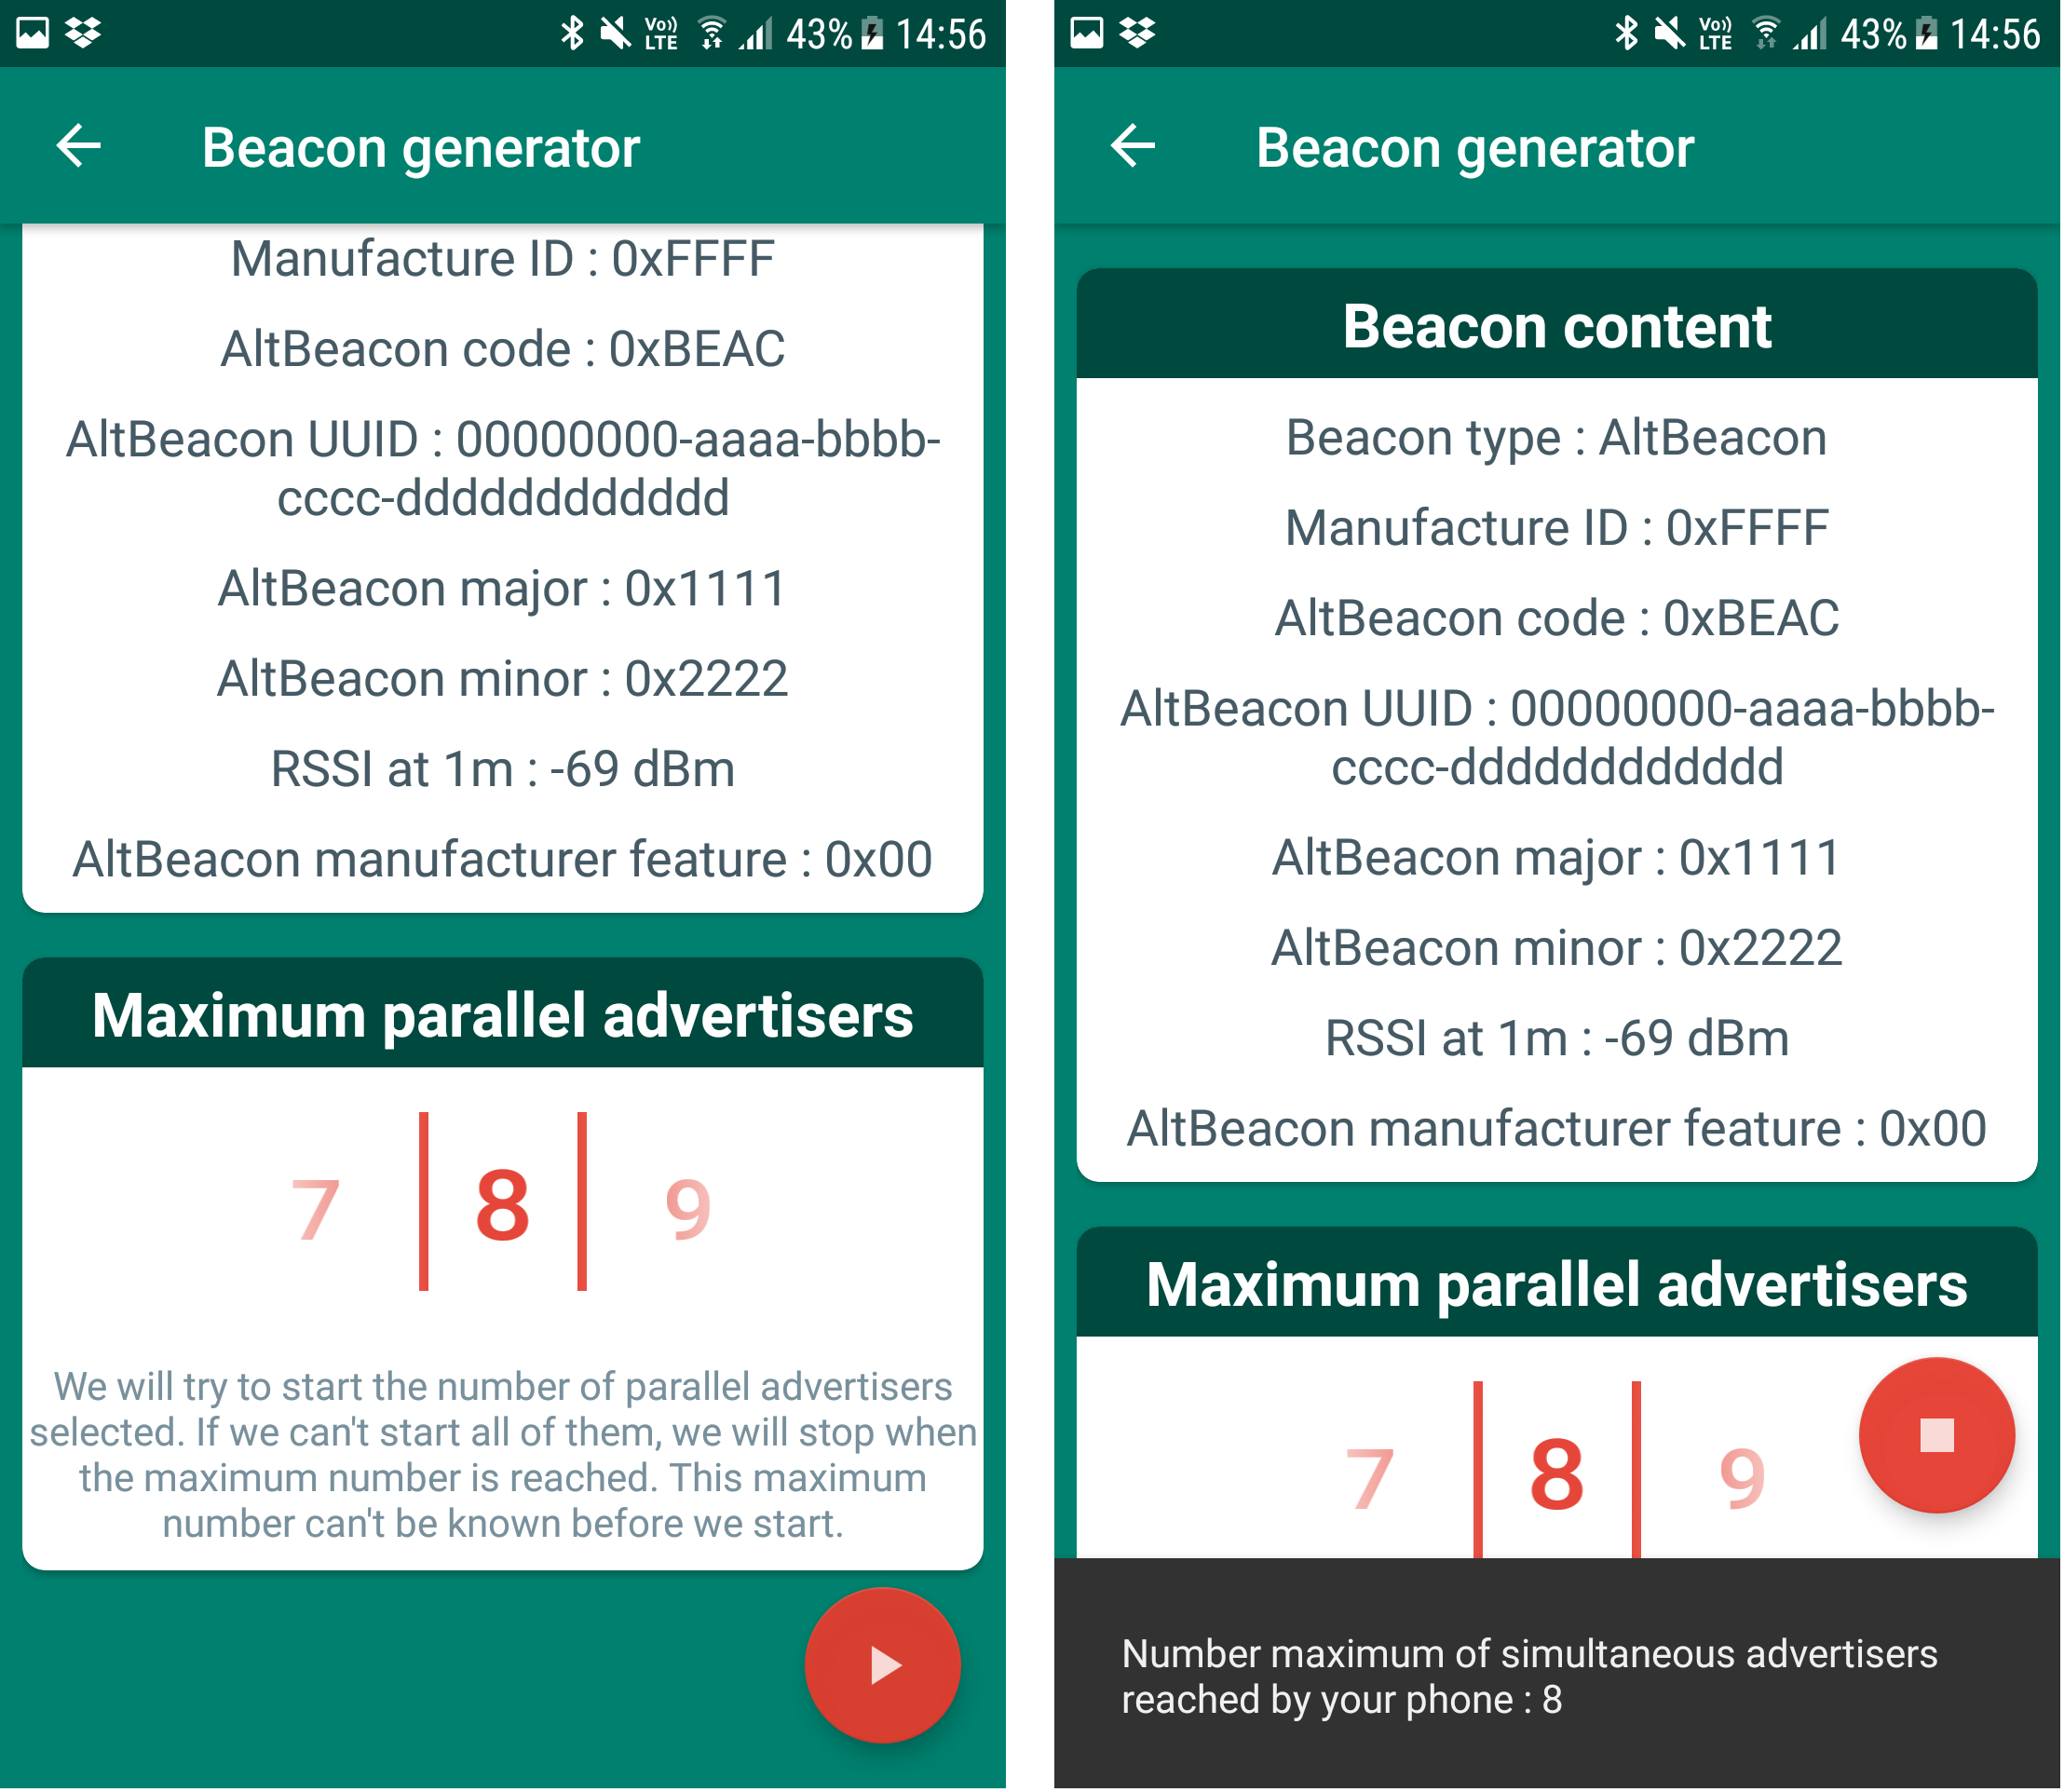 Vo)) LTE 43% 14:56
Beacon generator
Manufacture ID : 0xFFFF
AltBeacon code : 0xBEAC
AltBeacon UUID : 00000000-aaaa-bbbb-
cccc-dddddddddddd
AltBeacon major : 0x1111
AltBeacon minor : 0x2222
RSSI at 1m : -69 dBm
AltBeacon manufacturer feature : 0x00
Maximum parallel advertisers
7 8 9
We will try to start the number of parallel advertisers
selected. If we can't start all of them, we will stop when
the maximum number is reached. This maximum
number can't be known before we start.
Vo)) LTE 43% 14:56
Beacon generator
Beacon content
Beacon type : AltBeacon
Manufacture ID : 0xFFFF
AltBeacon code : 0xBEAC
AltBeacon UUID : 00000000-aaaa-bbbb-
cccc-dddddddddddd
AltBeacon major : 0x1111
AltBeacon minor : 0x2222
RSSI at 1m : -69 dBm
AltBeacon manufacturer feature : 0x00
Maximum parallel advertisers
7 8 9
Number maximum of simultaneous advertisers
reached by your phone : 8